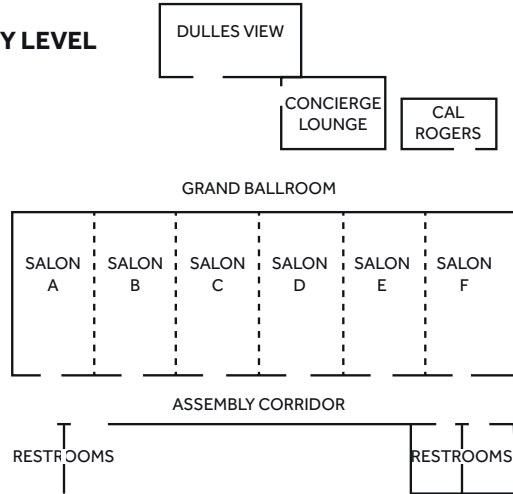 Y LEVEL
DULLES VIEW
CONCIERGE
LOUNGE
CAL
ROGERS
GRAND BALLROOM
SALON
A
SALON
B
SALON
C
SALON
D
SALON
E
SALON
F
ASSEMBLY CORRIDOR
RESTROOMS
RESTROOMS